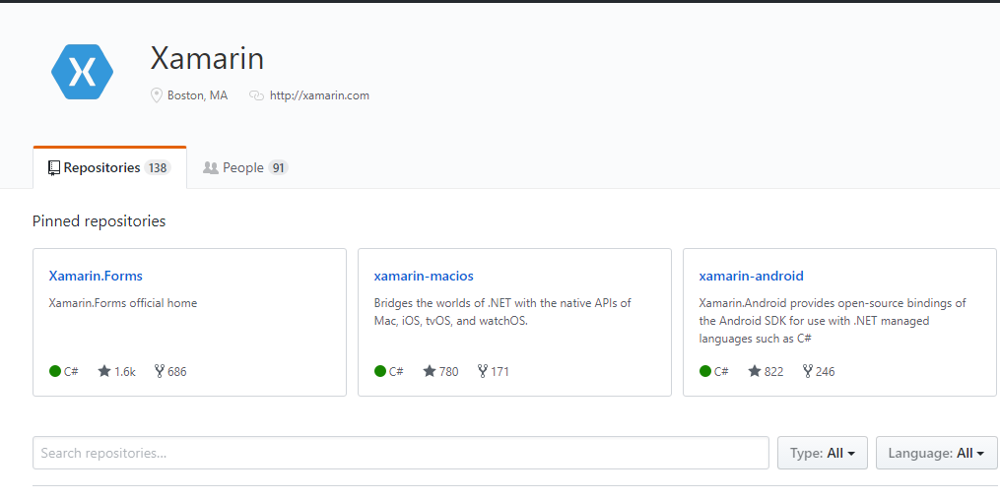 Xamarin
Boston, MA http://xamarin.com
Repositories 138 People 91
Pinned repositories
Xamarin.Forms
Xamarin.Forms official home
C# 1.6k 686
xamarin-macios
Bridges the worlds of .NET with the native APIs of
Mac, iOS, tvOS, and watchOS.
C# 780 171
xamarin-android
Xamarin.Android provides open-source bindings of
the Android SDK for use with .NET managed
languages such as C#
C# 822 246
Search repositories... Type: All Language: All